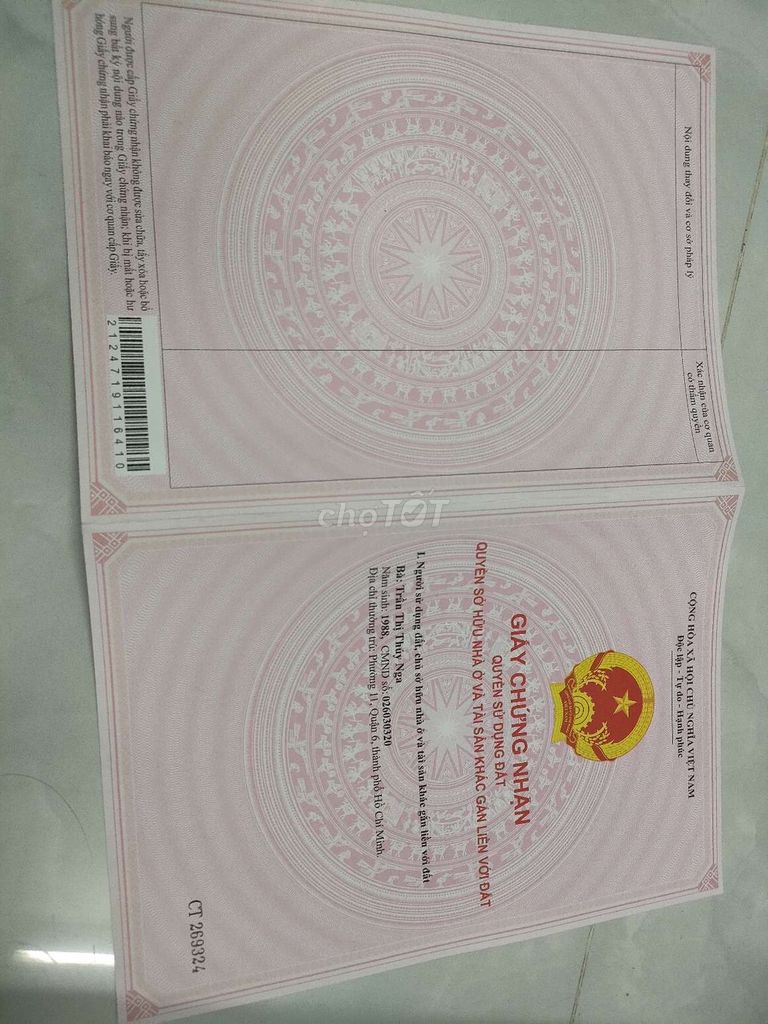 CỘNG HÒA XÃ HỘI CHỦ NGHĨA VIỆT NAM
Độc lập - Tự do - Hạnh phúc
GIẤY CHỨNG NHẬN
QUYỀN SỬ DỤNG ĐẤT
QUYỀN SỞ HỮU NHÀ Ở VÀ TÀI SẢN KHÁC GẮN LIỀN VỚI ĐẤT
I. Người sử dụng đất, chủ sở hữu nhà ở và tài sản khác gắn liền với đất
Bà: Trần Thị Thúy Nga
Năm sinh: 1988, CMND số: 026030320
Địa chỉ thường trú: Phường 11, Quận 6, thành phố Hồ Chí Minh.
CT 269324
Nội dung thay đổi và cơ sở pháp lý
Xác nhận của cơ quan
có thẩm quyền
Người được cấp Giấy chứng nhận không được sửa chữa, tẩy xóa hoặc bổ
sung bất kỳ nội dung nào trong Giấy chứng nhận; khi bị mất hoặc hư
hỏng Giấy chứng nhận phải khai báo ngay với cơ quan cấp Giấy.
2124719116410
chợTỐT